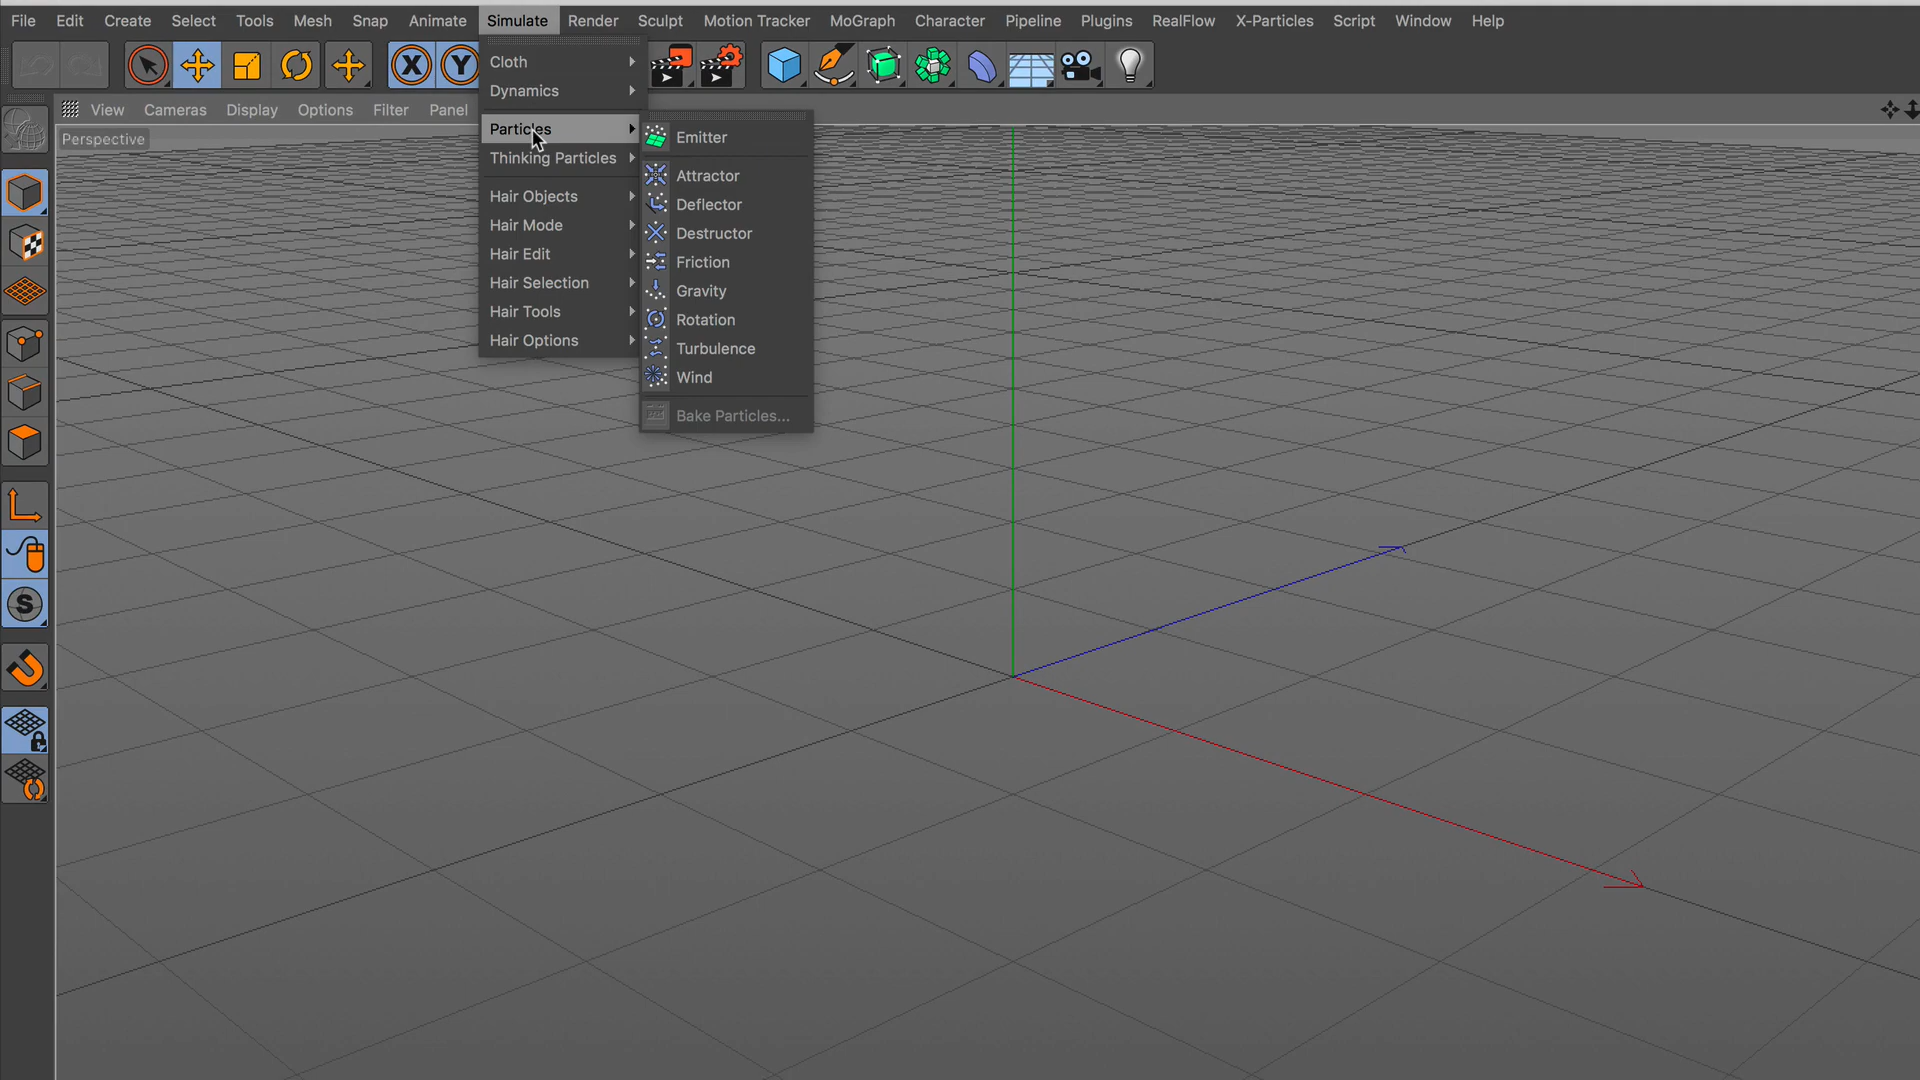 File Edit Create Select Tools Mesh Snap Animate Simulate Render Sculpt Motion Tracker MoGraph Character Pipeline Plugins RealFlow X-Particles Script Window Help
X Y
View Cameras Display Options Filter Panel
Perspective
Cloth
Dynamics
Particles
Thinking Particles
Hair Objects
Hair Mode
Hair Edit
Hair Selection
Hair Tools
Hair Options
Emitter
Attractor
Deflector
Destructor
Friction
Gravity
Rotation
Turbulence
Wind
Bake Particles...
S